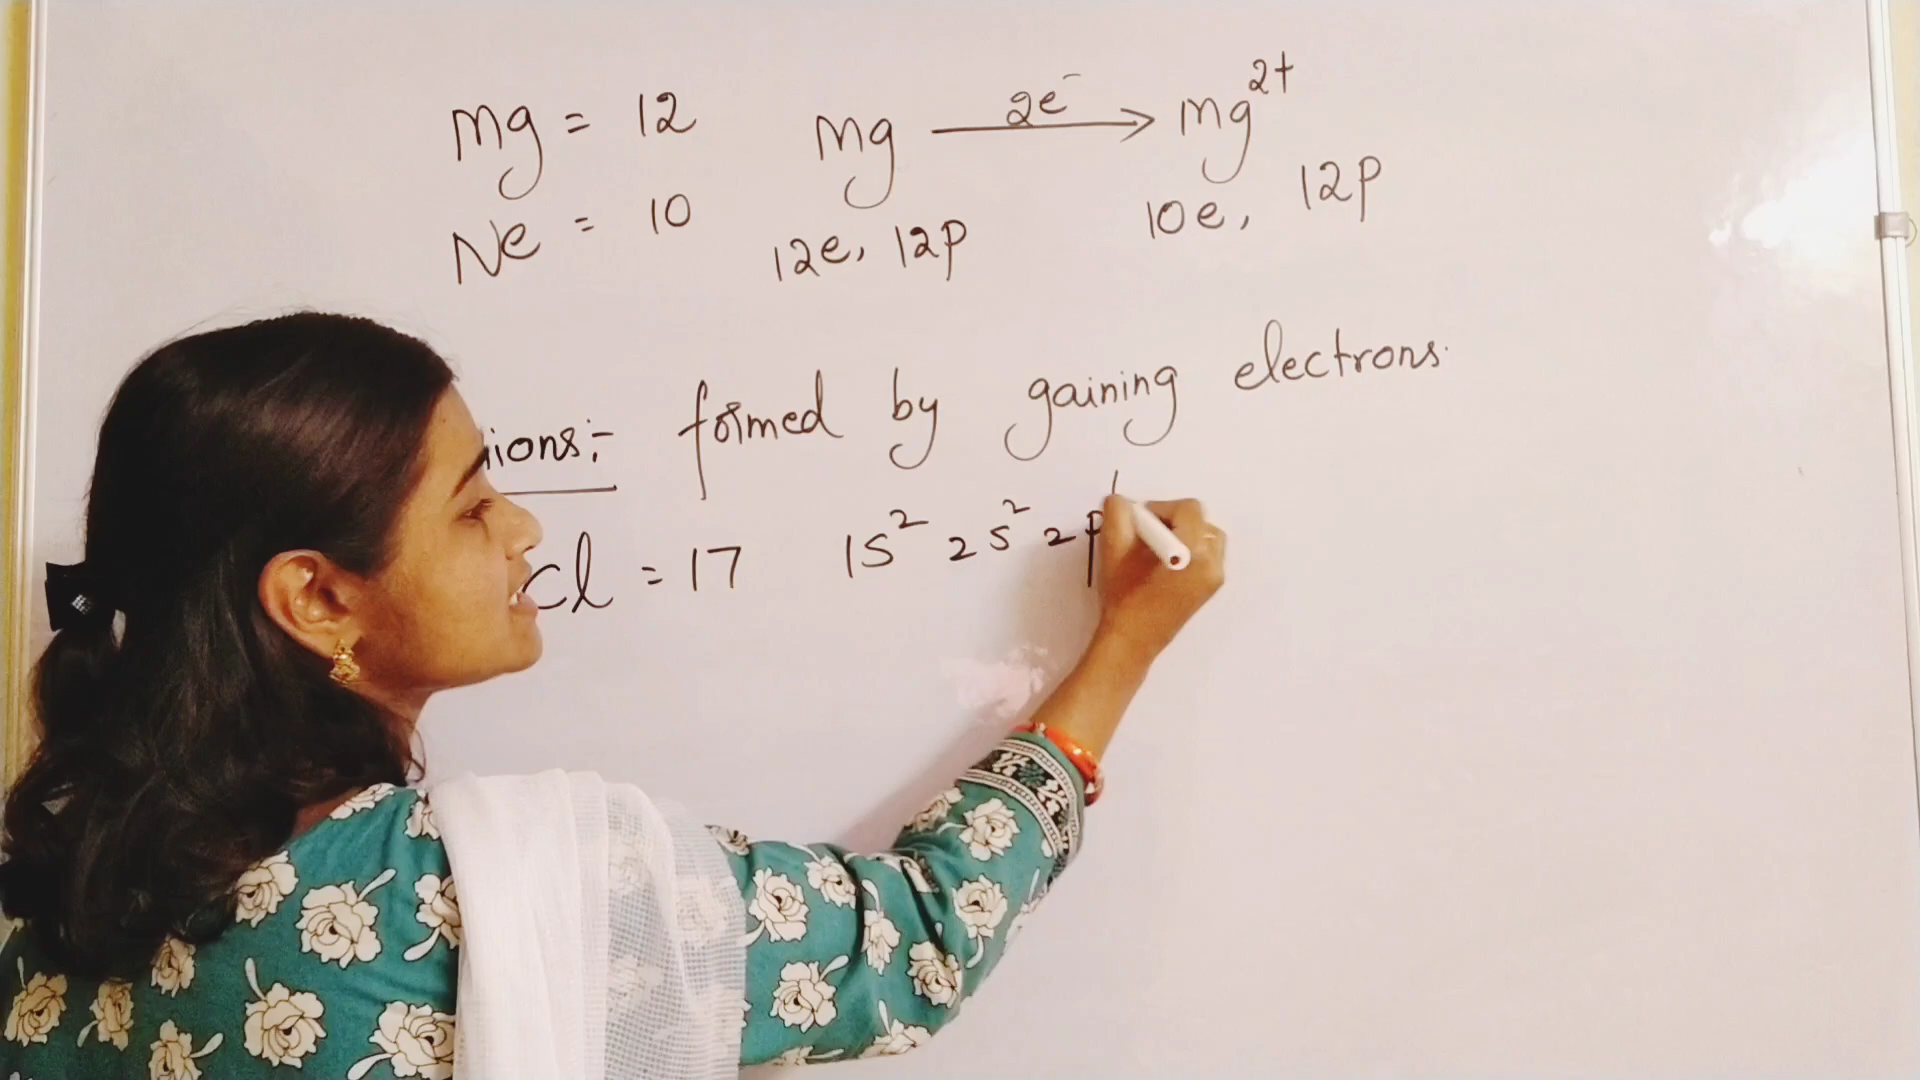 Mg = 12 Mg 2e⁻ → Mg²⁺
Ne = 10 12e, 12p 10e, 12p
ions:- formed by gaining electrons.
Cl = 17 1s² 2s² 2p